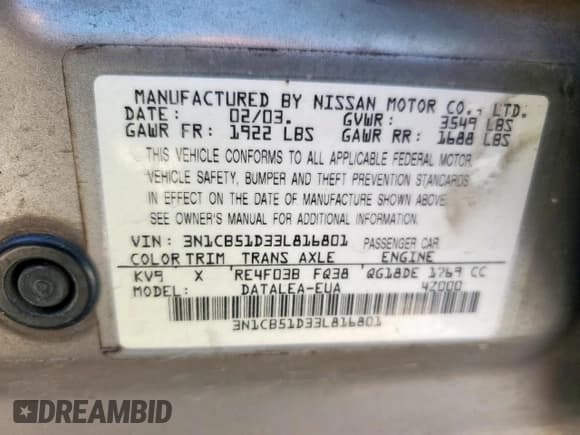 MANUFACTURED BY NISSAN MOTOR CO., LTD.
DATE: 02/03. GVWR: 3549 LBS
GAWR FR: 1922 LBS GAWR RR: 1688 LBS
THIS VEHICLE CONFORMS TO ALL APPLICABLE FEDERAL MOTOR
VEHICLE SAFETY, BUMPER AND THEFT PREVENTION STANDARDS
IN EFFECT ON THE DATE OF MANUFACTURE SHOWN ABOVE.
SEE OWNER'S MANUAL FOR ADDITIONAL INFORMATION.
VIN: 3N1CB51D33L816801 PASSENGER CAR
COLOR TRIM TRANS AXLE ENGINE
KV9 X RE4F03B FQ38 QG18DE 1769 CC
MODEL: DATALEA-EUA 4Z000
3N1CB51D33L816801
DREAMBID